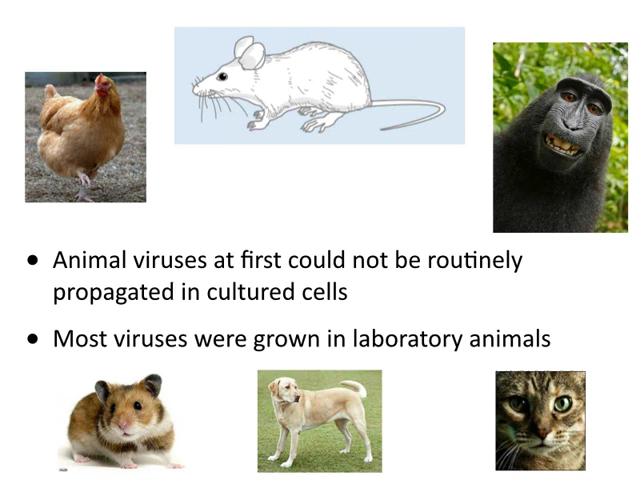 • Animal viruses at first could not be routinely
propagated in cultured cells
• Most viruses were grown in laboratory animals